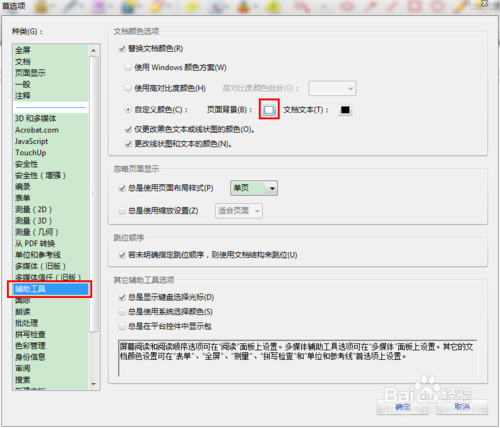 首选项
种类(G):
全屏
文档
页面显示
一般
注释
3D 和多媒体
Acrobat.com
JavaScript
TouchUp
安全性
安全性（增强）
编录
表单
测量（2D）
测量（3D）
测量（几何）
从 PDF 转换
单位和参考线
多媒体（旧版）
多媒体信任（旧版）
辅助工具
国际
朗读
批处理
拼写检查
色彩管理
身份信息
审阅
搜索
文档颜色选项
替换文档颜色(R)
使用 Windows 颜色方案(W)
使用高对比度颜色(H) 高对比度颜色组合(G):
自定义颜色(C): 页面背景(B): 文档文本(T):
仅更改黑色文本或线状图的颜色(O)。
更改线状图和文本的颜色(N)。
忽略页面显示
总是使用页面布局样式(P) 单页
总是使用缩放设置(Z) 适合页面
跳位顺序
若未明确指定跳位顺序，则使用文档结构来跳位(U)
其它辅助工具选项
总是显示键盘选择光标(D)
总是使用系统选择颜色(S)
总是在平台控件中显示包
屏幕阅读和阅读顺序选项可在“阅读”面板上设置。多媒体辅助工具选项可在“多媒体”面板上设置。其它的文
档颜色设置可在“表单”、“全屏”、“测量”、“拼写检查”和“单位和参考线”首选项上设置。
Baidu 经验
确定 取消